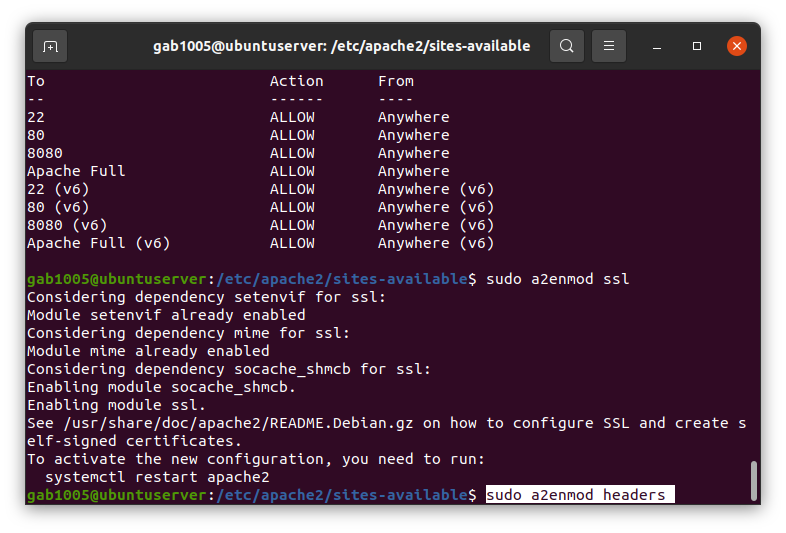 gab1005@ubuntuserver: /etc/apache2/sites-available
To                         Action      From
--                         ------      ----
22                         ALLOW       Anywhere
80                         ALLOW       Anywhere
8080                       ALLOW       Anywhere
Apache Full                ALLOW       Anywhere
22 (v6)                    ALLOW       Anywhere (v6)
80 (v6)                    ALLOW       Anywhere (v6)
8080 (v6)                  ALLOW       Anywhere (v6)
Apache Full (v6)           ALLOW       Anywhere (v6)
gab1005@ubuntuserver:/etc/apache2/sites-available$ sudo a2enmod ssl
Considering dependency setenvif for ssl:
Module setenvif already enabled
Considering dependency mime for ssl:
Module mime already enabled
Considering dependency socache_shmcb for ssl:
Enabling module socache_shmcb.
Enabling module ssl.
See /usr/share/doc/apache2/README.Debian.gz on how to configure SSL and create s
elf-signed certificates.
To activate the new configuration, you need to run:
  systemctl restart apache2
gab1005@ubuntuserver:/etc/apache2/sites-available$ sudo a2enmod headers